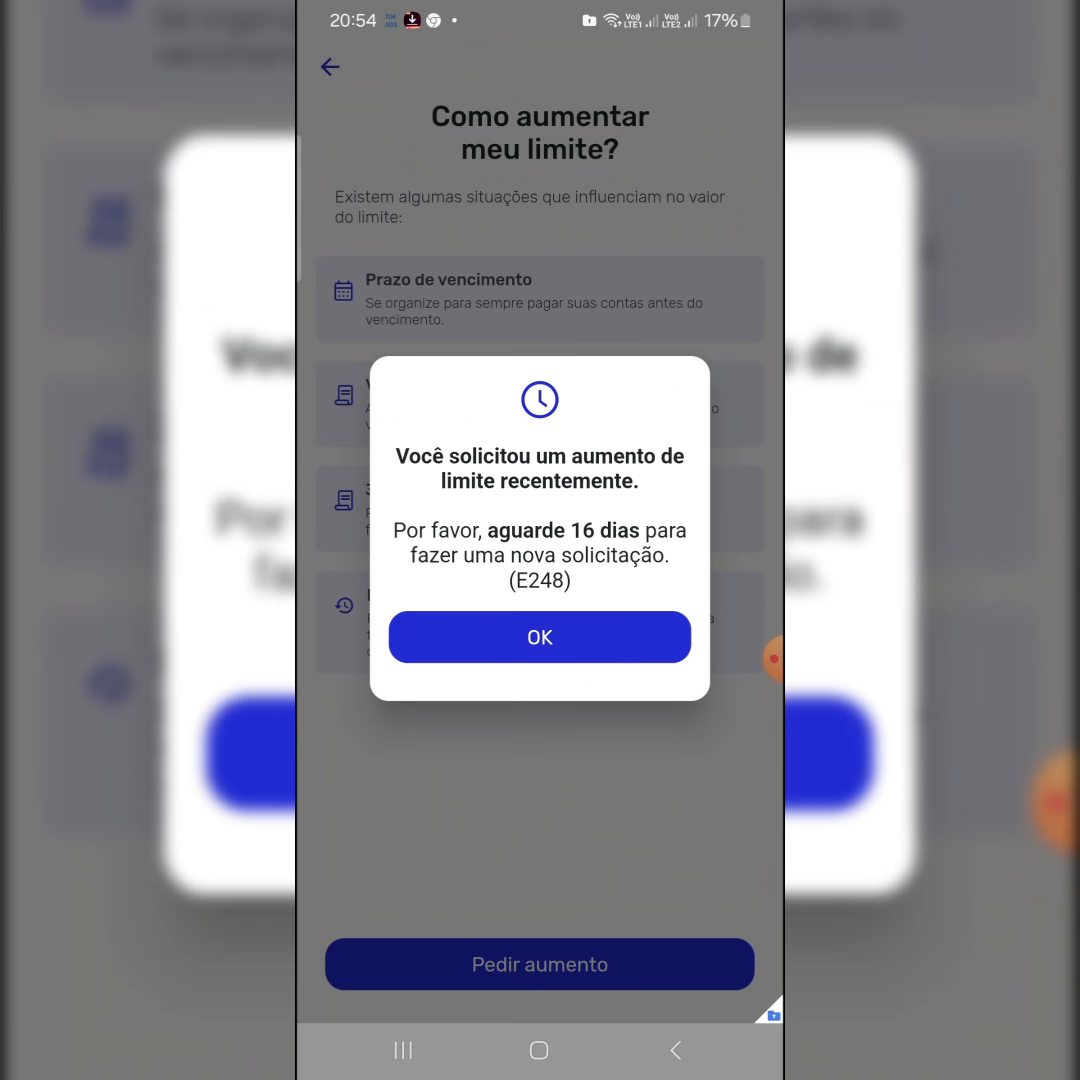 20:54
17%
Como aumentar
meu limite?
Existem algumas situações que influenciam no valor
do limite:
Prazo de vencimento
Se organize para sempre pagar suas contas antes do
vencimento.
Você solicitou um aumento de
limite recentemente.
Por favor, aguarde 16 dias para
fazer uma nova solicitação.
(E248)
OK
Pedir aumento